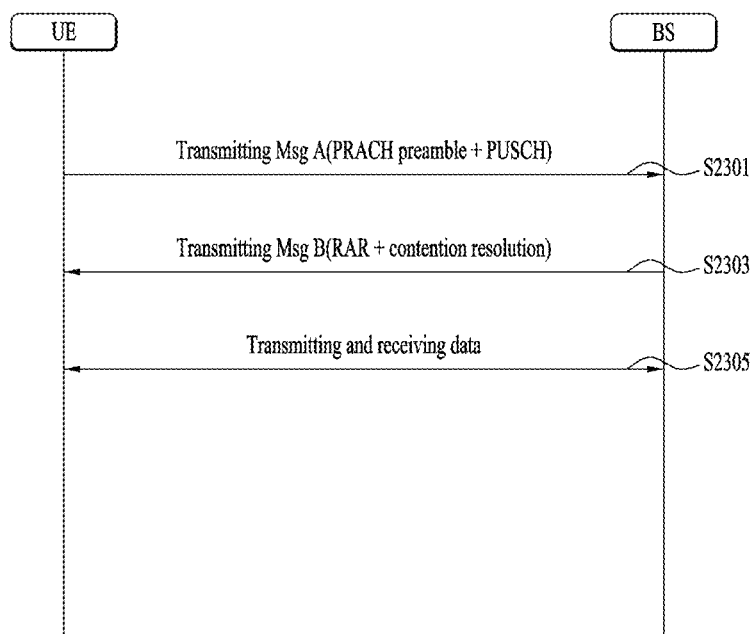 UE
BS
Transmitting Msg A(PRACH preamble + PUSCH)
S2301
Transmitting Msg B(RAR + contention resolution)
S2303
Transmitting and receiving data
S2305